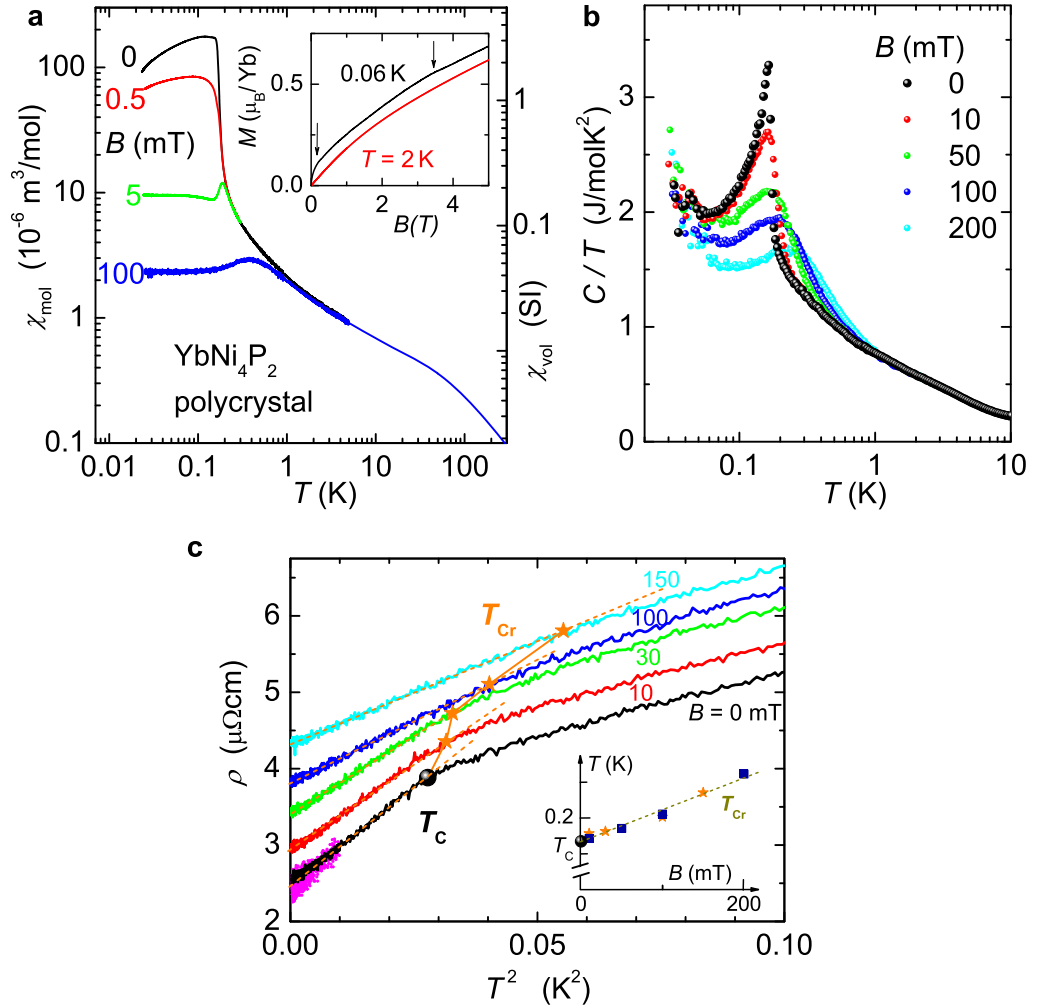 a
χmol (10⁻⁶ m³/mol)
100
10
1
0.1
0
0.5
B (mT)
5
100
YbNi₄P₂
polycrystal
0.01
0.1
1
10
100
T (K)
1
0.1
χvol (SI)
M (μB/Yb)
0.5
0.0
0.06 K
T = 2 K
0
2
4
B(T)
b
C / T (J/molK²)
3
2
1
0
B (mT)
0
10
50
100
200
0.1
1
10
T (K)
c
ρ (μΩcm)
6
5
4
3
2
150
TCr
100
30
10
B = 0 mT
TC
T (K)
0.2
TC
TCr
B (mT)
0
200
0.00
0.05
0.10
T² (K²)